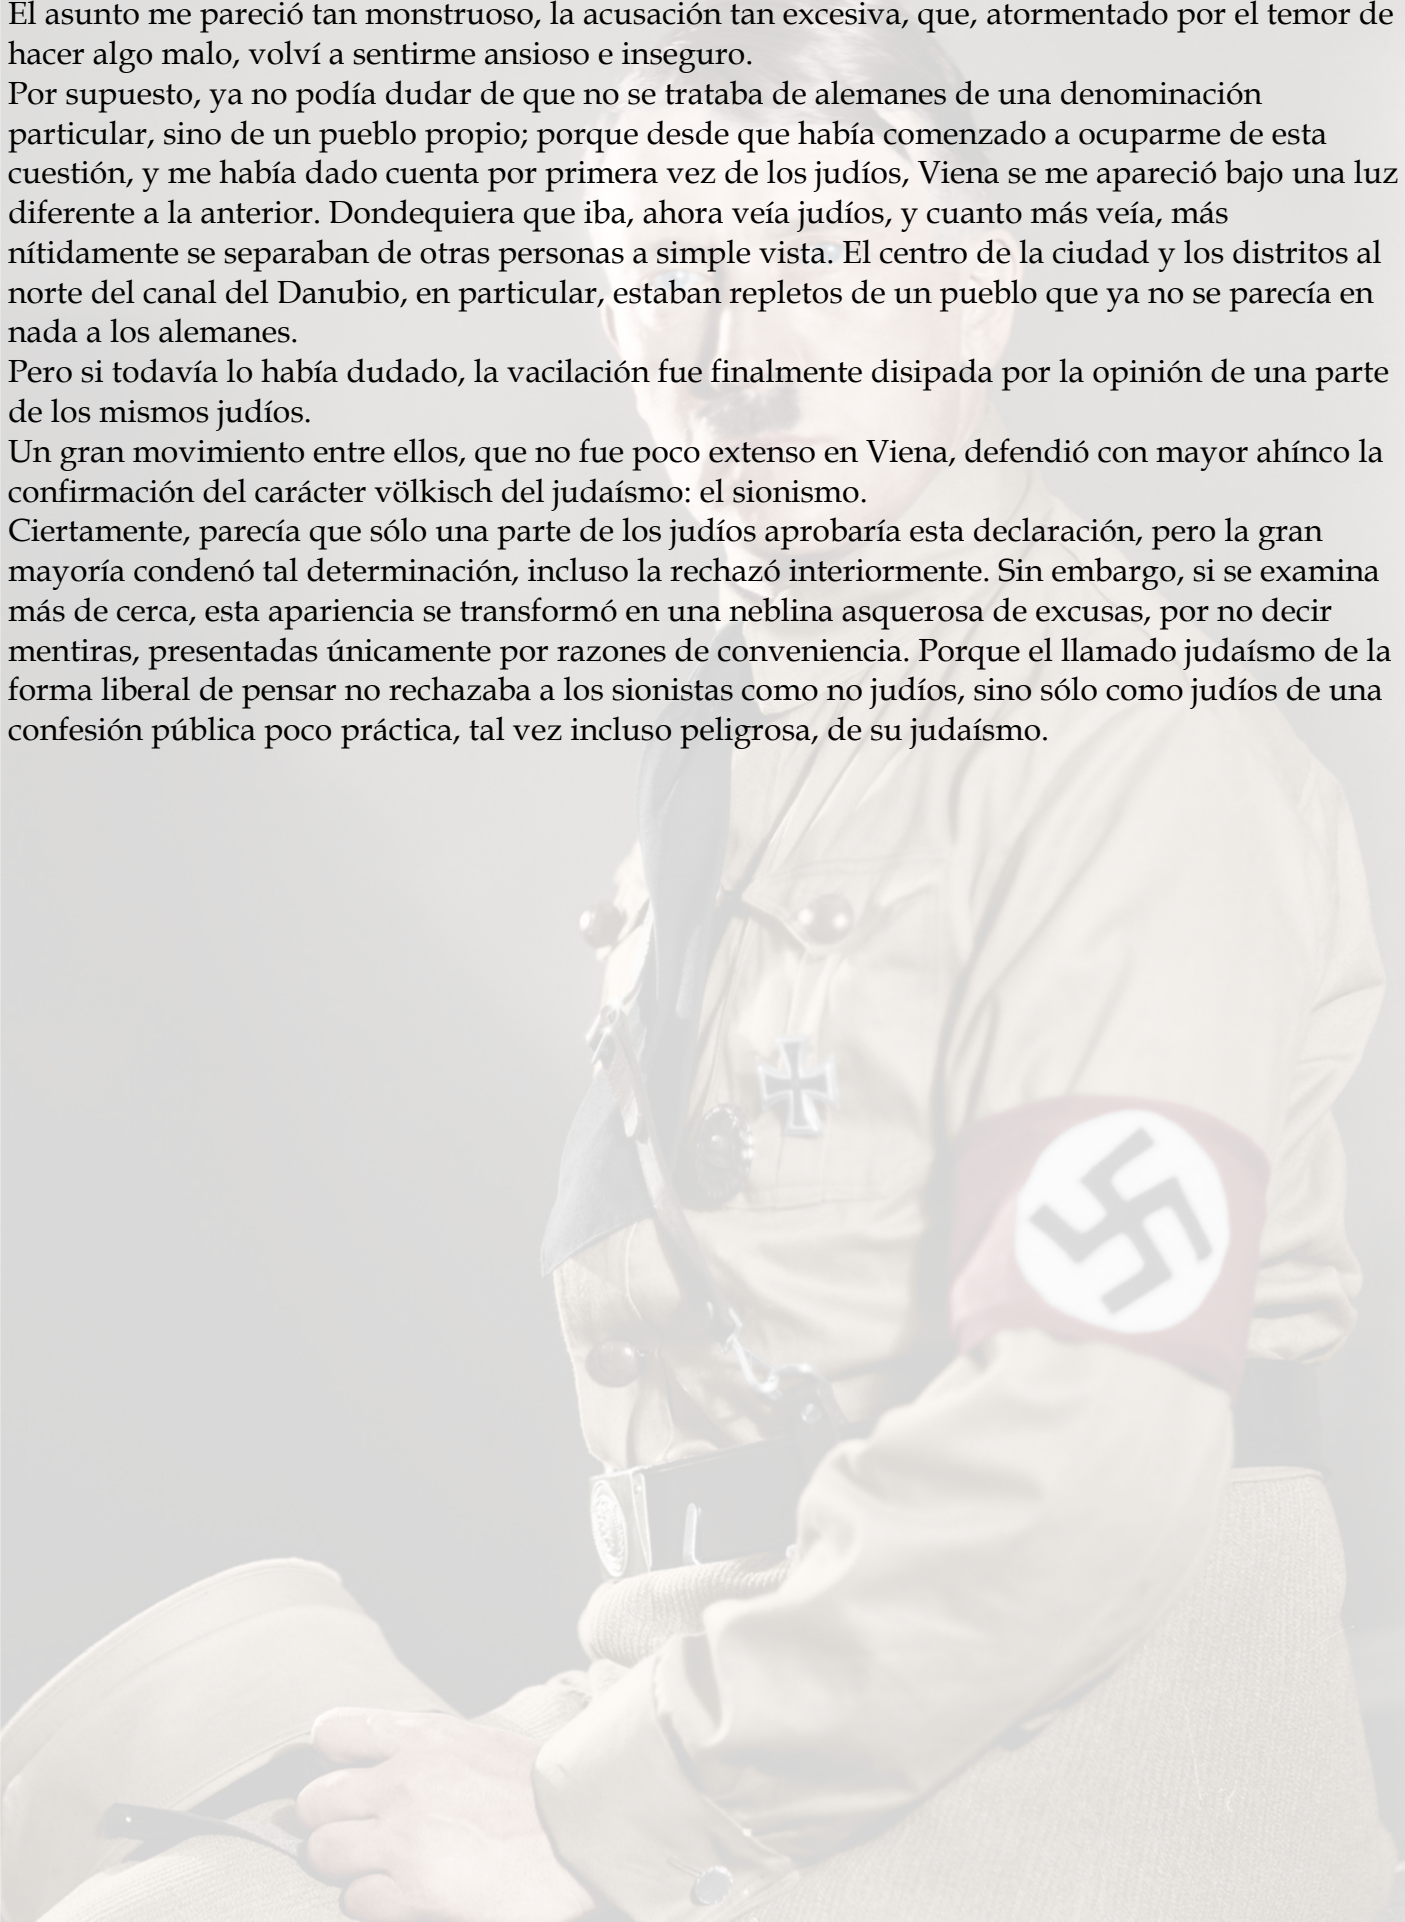 El asunto me pareció tan monstruoso, la acusación tan excesiva, que, atormentado por el temor de
hacer algo malo, volví a sentirme ansioso e inseguro.
Por supuesto, ya no podía dudar de que no se trataba de alemanes de una denominación
particular, sino de un pueblo propio; porque desde que había comenzado a ocuparme de esta
cuestión, y me había dado cuenta por primera vez de los judíos, Viena se me apareció bajo una luz
diferente a la anterior. Dondequiera que iba, ahora veía judíos, y cuanto más veía, más
nítidamente se separaban de otras personas a simple vista. El centro de la ciudad y los distritos al
norte del canal del Danubio, en particular, estaban repletos de un pueblo que ya no se parecía en
nada a los alemanes.
Pero si todavía lo había dudado, la vacilación fue finalmente disipada por la opinión de una parte
de los mismos judíos.
Un gran movimiento entre ellos, que no fue poco extenso en Viena, defendió con mayor ahínco la
confirmación del carácter völkisch del judaísmo: el sionismo.
Ciertamente, parecía que sólo una parte de los judíos aprobaría esta declaración, pero la gran
mayoría condenó tal determinación, incluso la rechazó interiormente. Sin embargo, si se examina
más de cerca, esta apariencia se transformó en una neblina asquerosa de excusas, por no decir
mentiras, presentadas únicamente por razones de conveniencia. Porque el llamado judaísmo de la
forma liberal de pensar no rechazaba a los sionistas como no judíos, sino sólo como judíos de una
confesión pública poco práctica, tal vez incluso peligrosa, de su judaísmo.